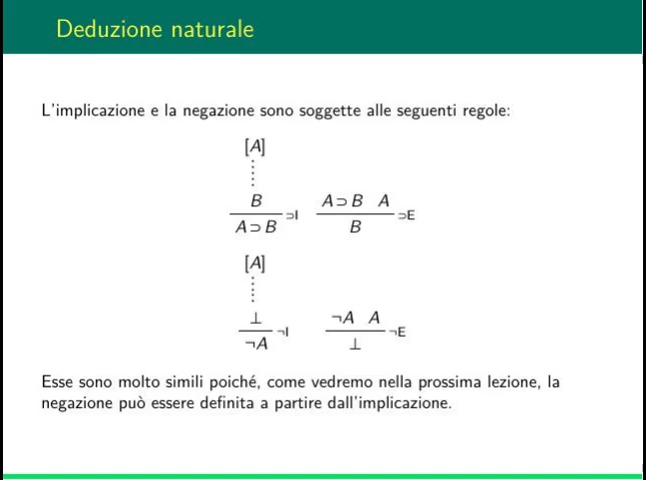 Deduzione naturale
L'implicazione e la negazione sono soggette alle seguenti regole:
[A]
⋮
B
A ⊃ B ⊃I
A ⊃ B A
B ⊃E
[A]
⋮
⊥
¬A ¬I
¬A A
⊥ ¬E
Esse sono molto simili poiché, come vedremo nella prossima lezione, la
negazione può essere definita a partire dall'implicazione.